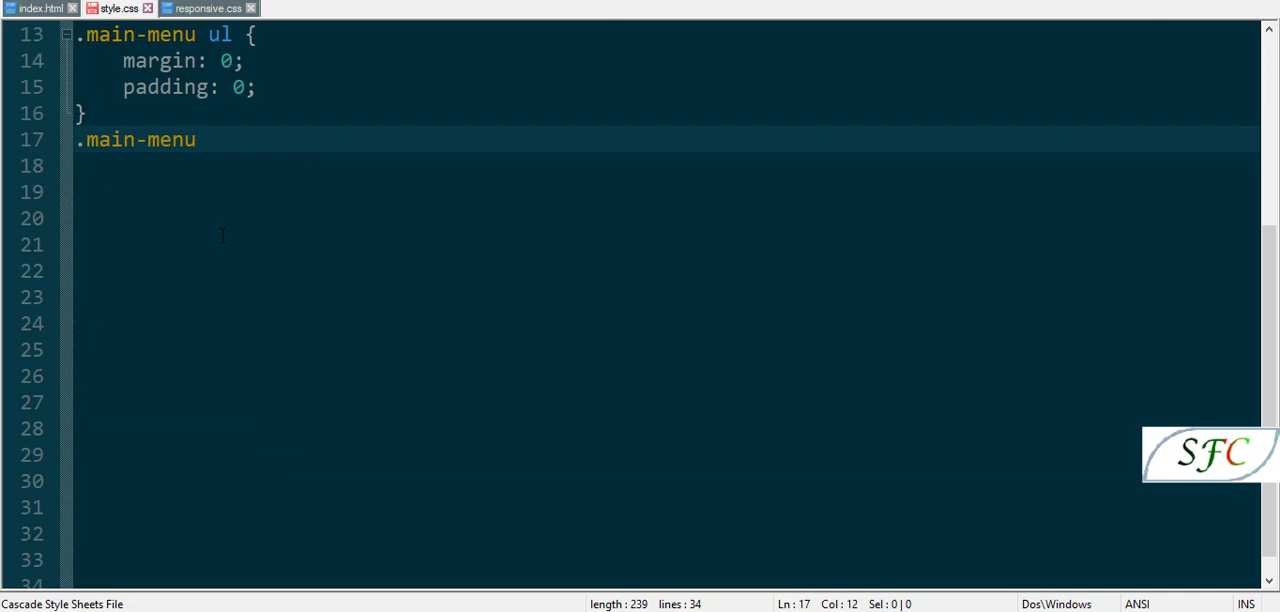 index.html style.css responsive.css
13 .main-menu ul {
14 margin: 0;
15 padding: 0;
16 }
17 .main-menu
18
19
20
21
22
23
24
25
26
27
28
29
30
31
32
33
34
SFC
Cascade Style Sheets File length : 239 lines : 34 Ln : 17 Col : 12 Sel : 0 | 0 Dos\Windows ANSI INS